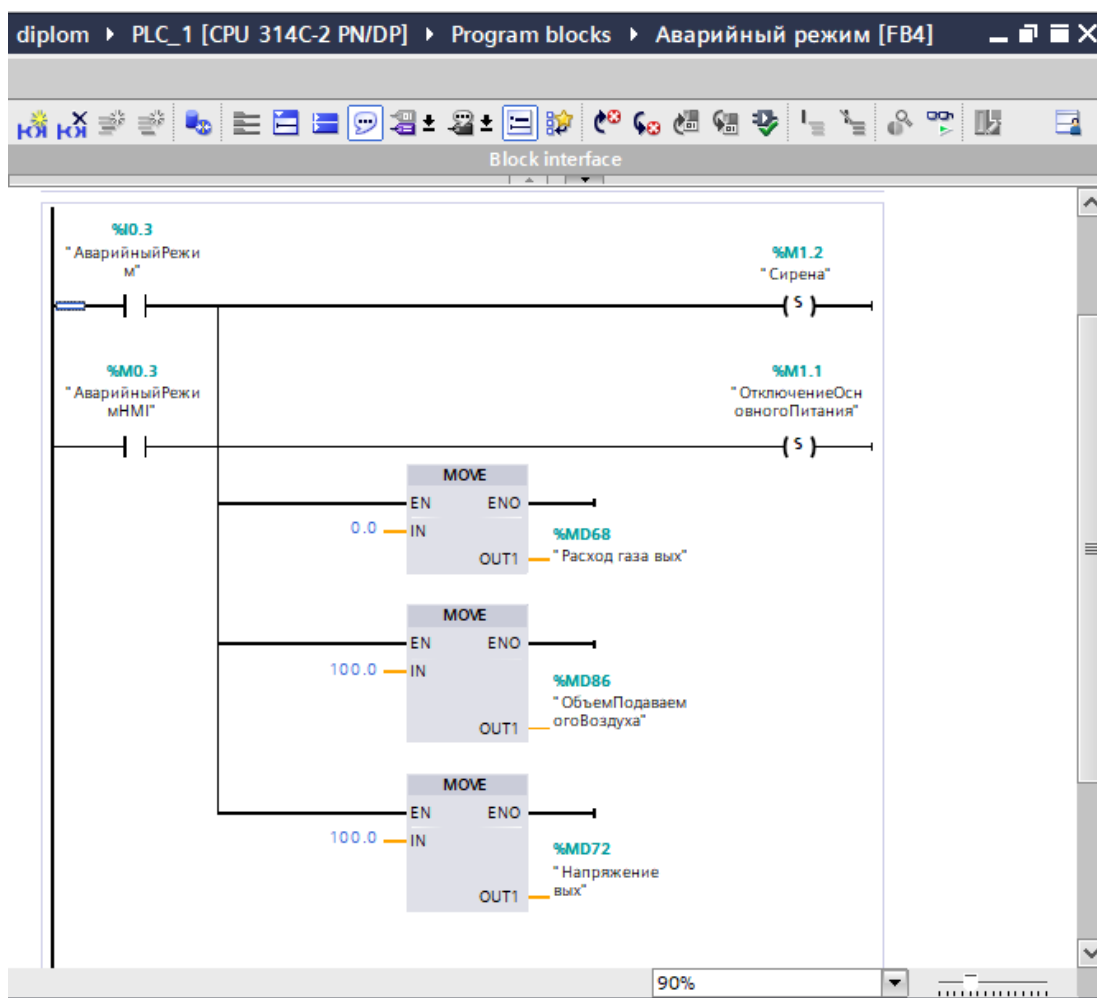 diplom ▸ PLC_1 [CPU 314C-2 PN/DP] ▸ Program blocks ▸ Аварийный режим [FB4]
Block interface
%I0.3
"АварийныйРежи
м"
%M1.2
"Сирена"
S
%M0.3
"АварийныйРежи
мHMI"
%M1.1
"ОтключениеОсн
овногоПитания"
S
MOVE
EN ENO
0.0 IN
%MD68
OUT1 "Расход газа вых"
MOVE
EN ENO
100.0 IN
%MD86
"ОбъемПодаваем
огоВоздуха"
OUT1
MOVE
EN ENO
100.0 IN
%MD72
"Напряжение
вых"
OUT1
90%